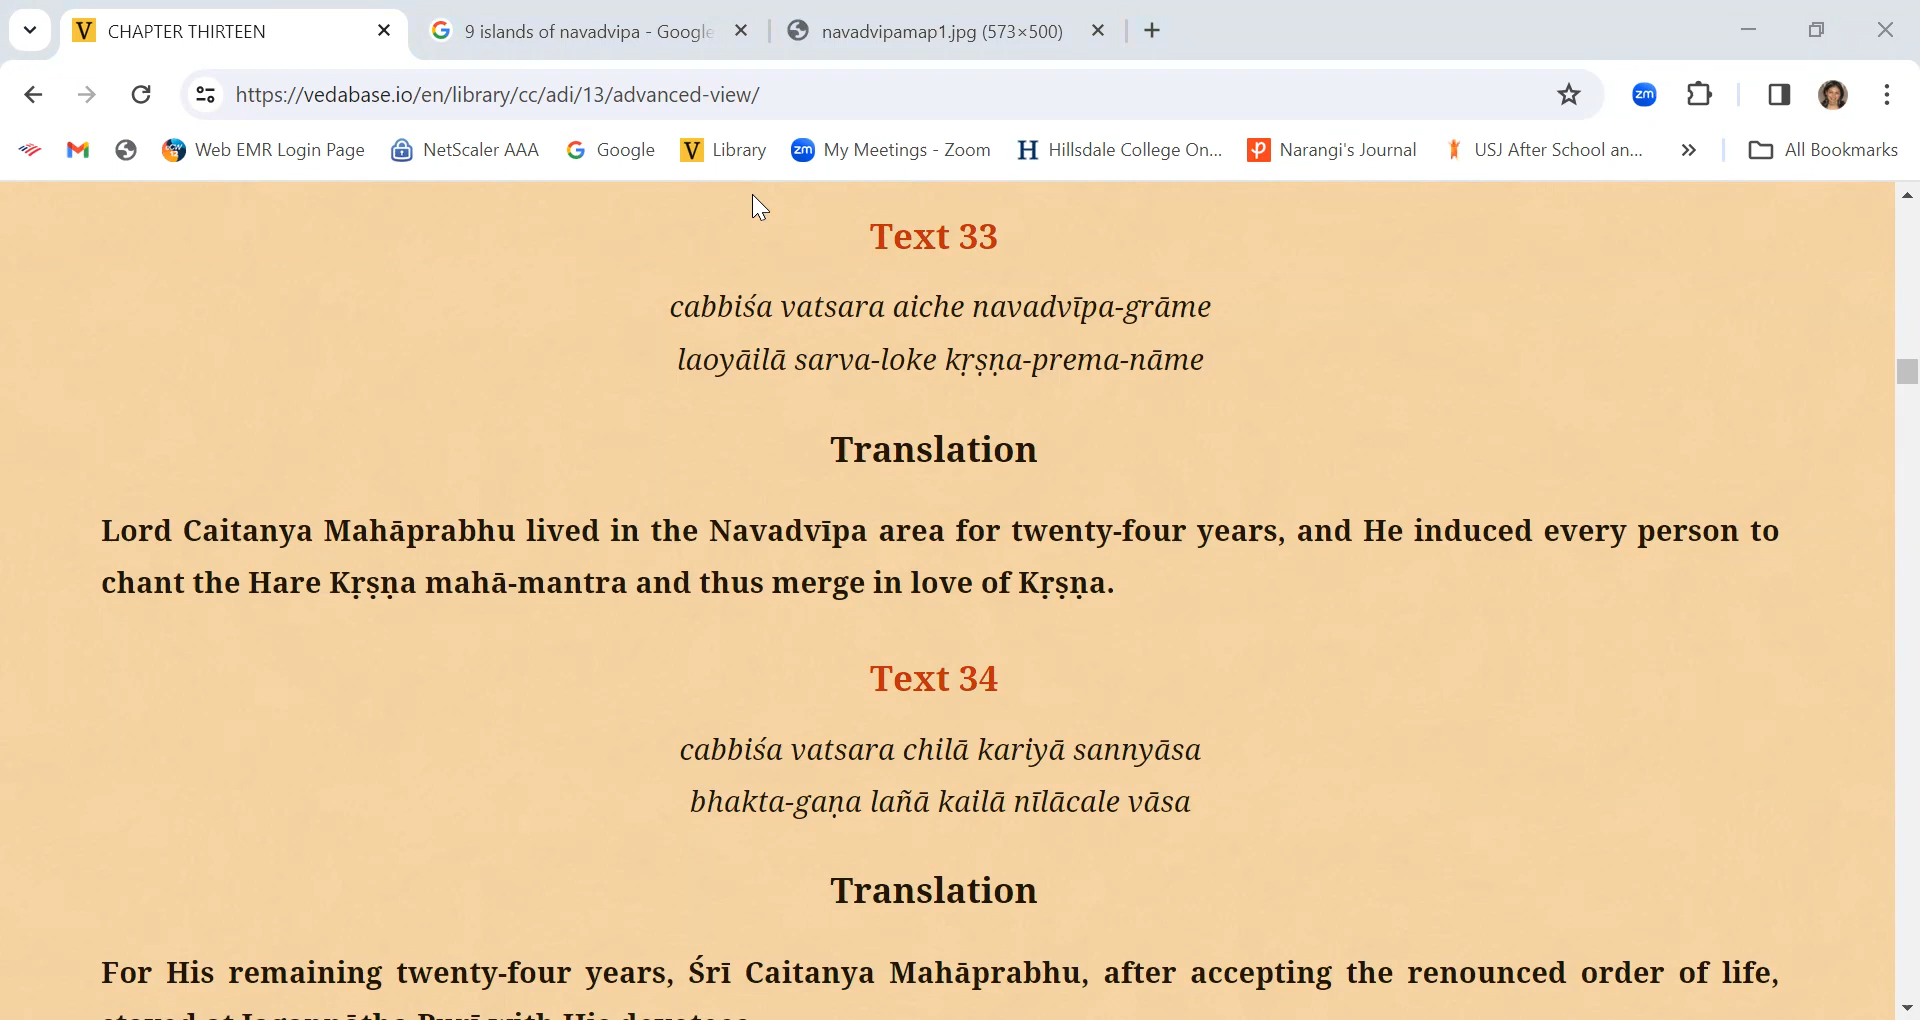 CHAPTER THIRTEEN
9 islands of navadvipa - Google
navadvipamap1.jpg (573×500)
https://vedabase.io/en/library/cc/adi/13/advanced-view/
zm
Web EMR Login Page
NetScaler AAA
Google
Library
zm
My Meetings - Zoom
Hillsdale College On...
Narangi's Journal
USJ After School an...
All Bookmarks
Text 33
cabbiśa vatsara aiche navadvīpa-grāme
laoyāilā sarva-loke kṛṣṇa-prema-nāme
Translation
Lord Caitanya Mahāprabhu lived in the Navadvīpa area for twenty-four years, and He induced every person to
chant the Hare Kṛṣṇa mahā-mantra and thus merge in love of Kṛṣṇa.
Text 34
cabbiśa vatsara chilā kariyā sannyāsa
bhakta-gaṇa lañā kailā nīlācale vāsa
Translation
For His remaining twenty-four years, Śrī Caitanya Mahāprabhu, after accepting the renounced order of life,